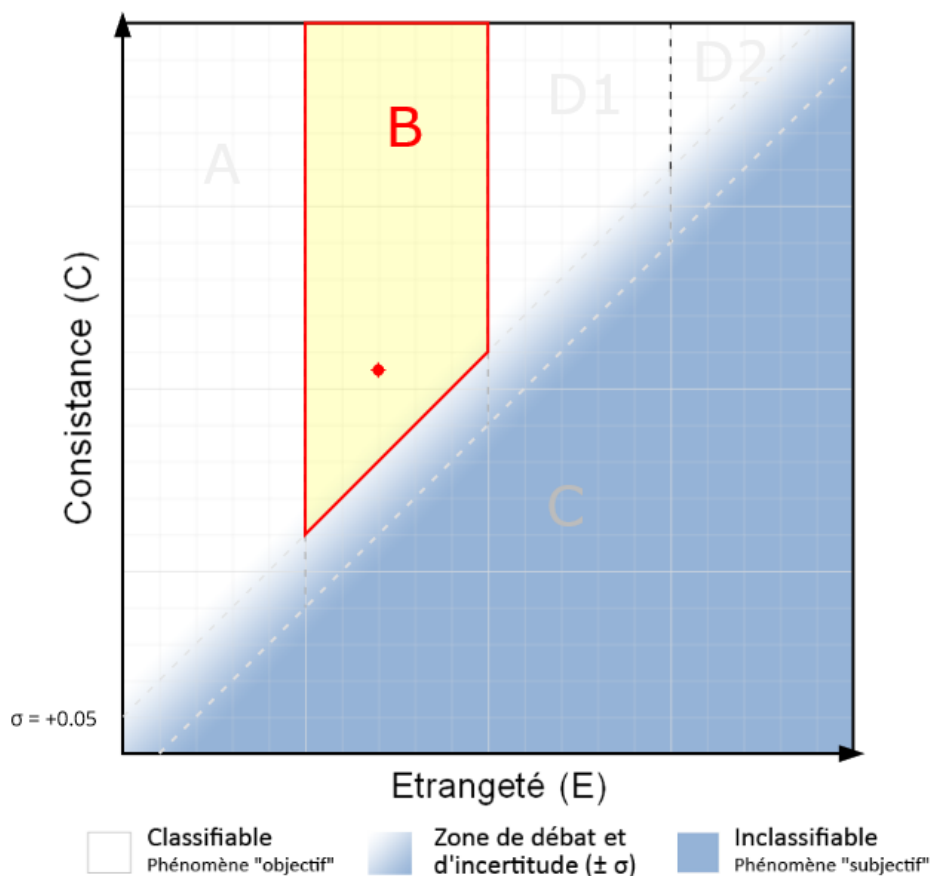 D2
D1
B
A
Consistance (C)
C
σ = +0.05
Etrangeté (E)
Classifiable
Phénomène "objectif"
Zone de débat et
d'incertitude (± σ)
Inclassifiable
Phénomène "subjectif"